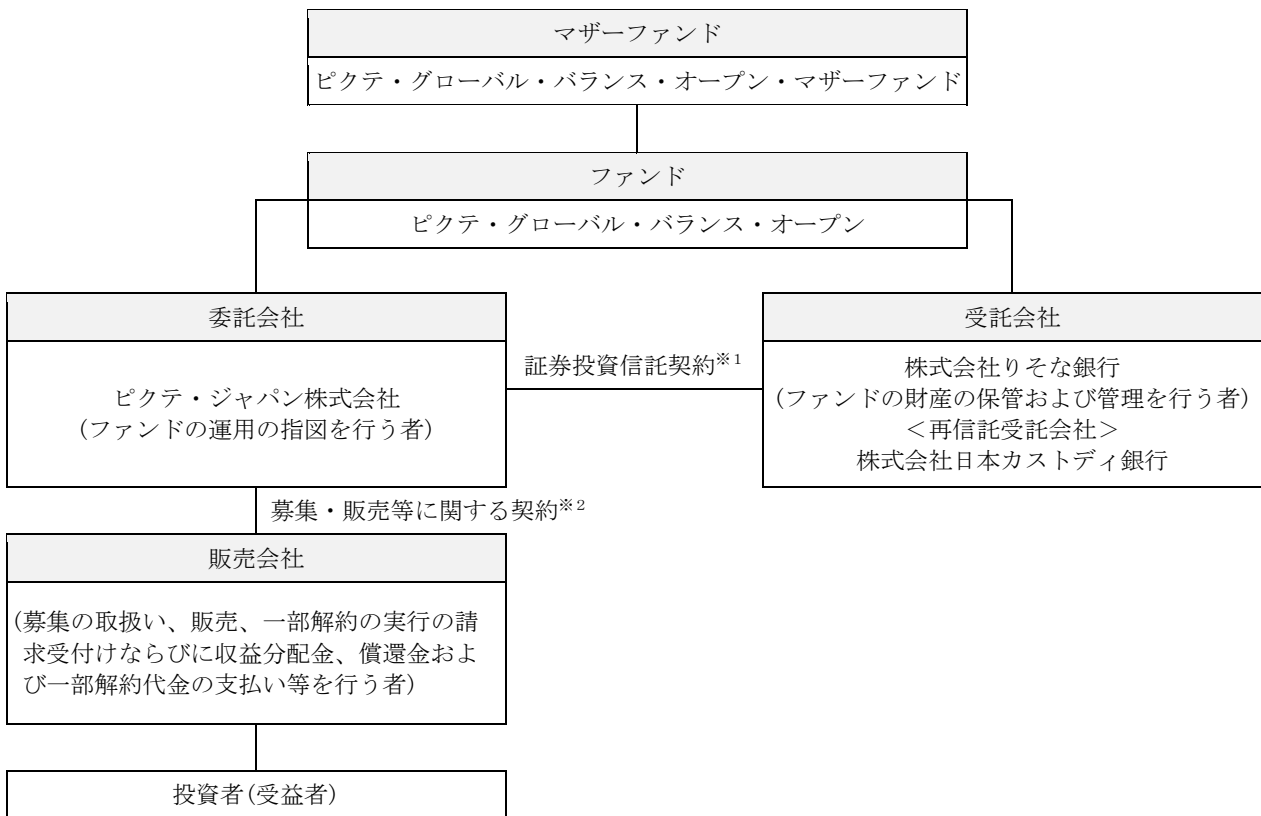 マザーファンド
ピクテ・グローバル・バランス・オープン・マザーファンド
ファンド
ピクテ・グローバル・バランス・オープン
委託会社
ピクテ・ジャパン株式会社
(ファンドの運用の指図を行う者)
証券投資信託契約※1
受託会社
株式会社りそな銀行
(ファンドの財産の保管および管理を行う者)
＜再信託受託会社＞
株式会社日本カストディ銀行
募集・販売等に関する契約※2
販売会社
(募集の取扱い、販売、一部解約の実行の請
求受付けならびに収益分配金、償還金およ
び一部解約代金の支払い等を行う者)
投資者(受益者)